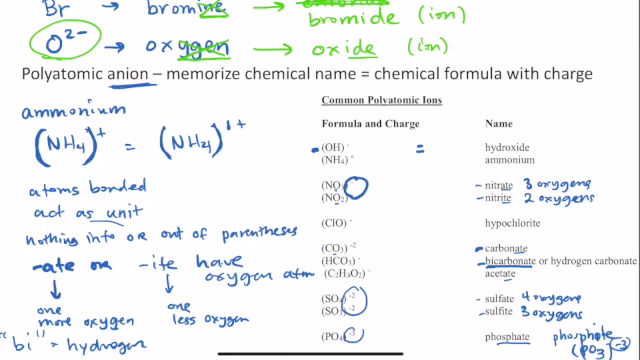 Br → bromine → bromide (ion)
O²⁻ → oxygen → oxide (ion)
Polyatomic anion – memorize chemical name = chemical formula with charge
ammonium
(NH₄)⁺ = (NH₄)¹⁺
atoms bonded
act as unit
nothing into or out of parentheses
-ate or -ite have oxygen atom
↓ ↓
one more oxygen
one less oxygen
"bi" = hydrogen
Common Polyatomic Ions
Formula and Charge = Name
(OH)⁻ hydroxide
(NH₄)⁺ ammonium
(NO₃)⁻ - nitrate 3 oxygens
(NO₂)⁻ - nitrite 2 oxygens
(ClO)⁻ hypochlorite
(CO₃)⁻² carbonate
(HCO₃)⁻ bicarbonate or hydrogen carbonate
(C₂H₃O₂)⁻ acetate
(SO₄)⁻² - sulfate 4 oxygens
(SO₃)⁻² - sulfite 3 oxygens
(PO₄)⁻³ phosphate phosphite
(PO₃)⁻³